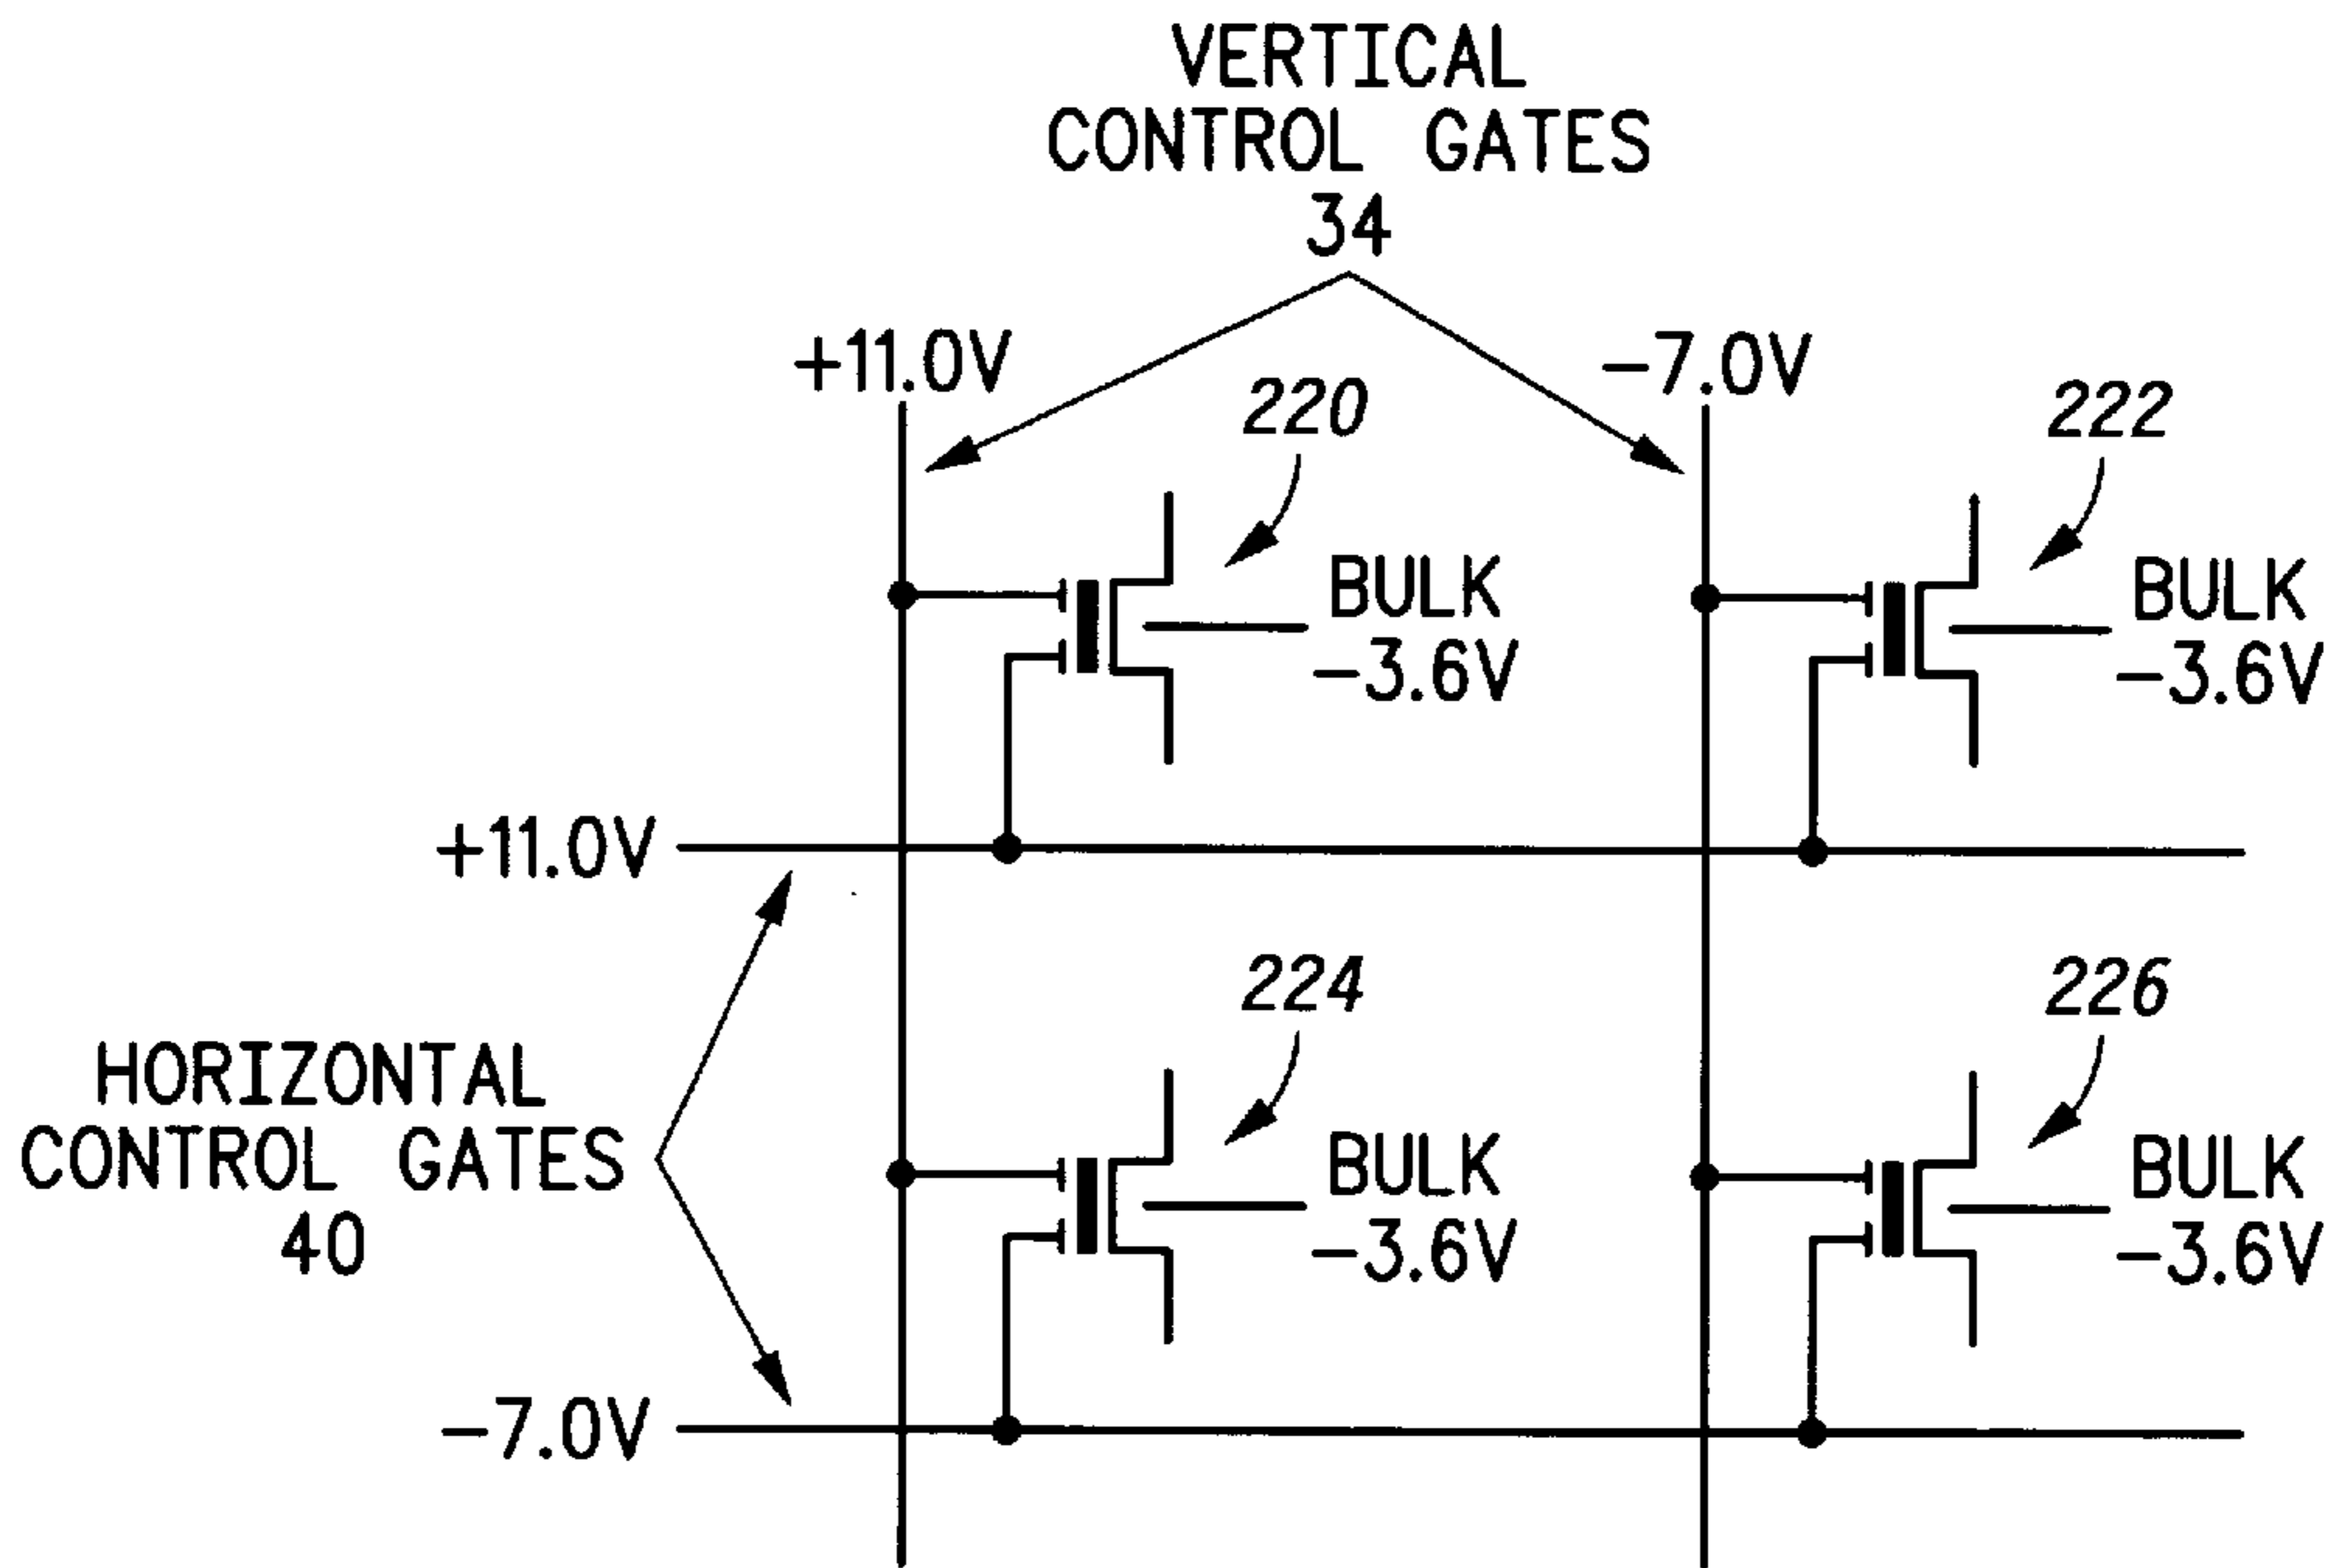 VERTICAL
CONTROL GATES
34
+11.0V
-7.0V
220
222
BULK
-3.6V
BULK
-3.6V
+11.0V
224
226
HORIZONTAL
CONTROL GATES
40
BULK
-3.6V
BULK
-3.6V
-7.0V